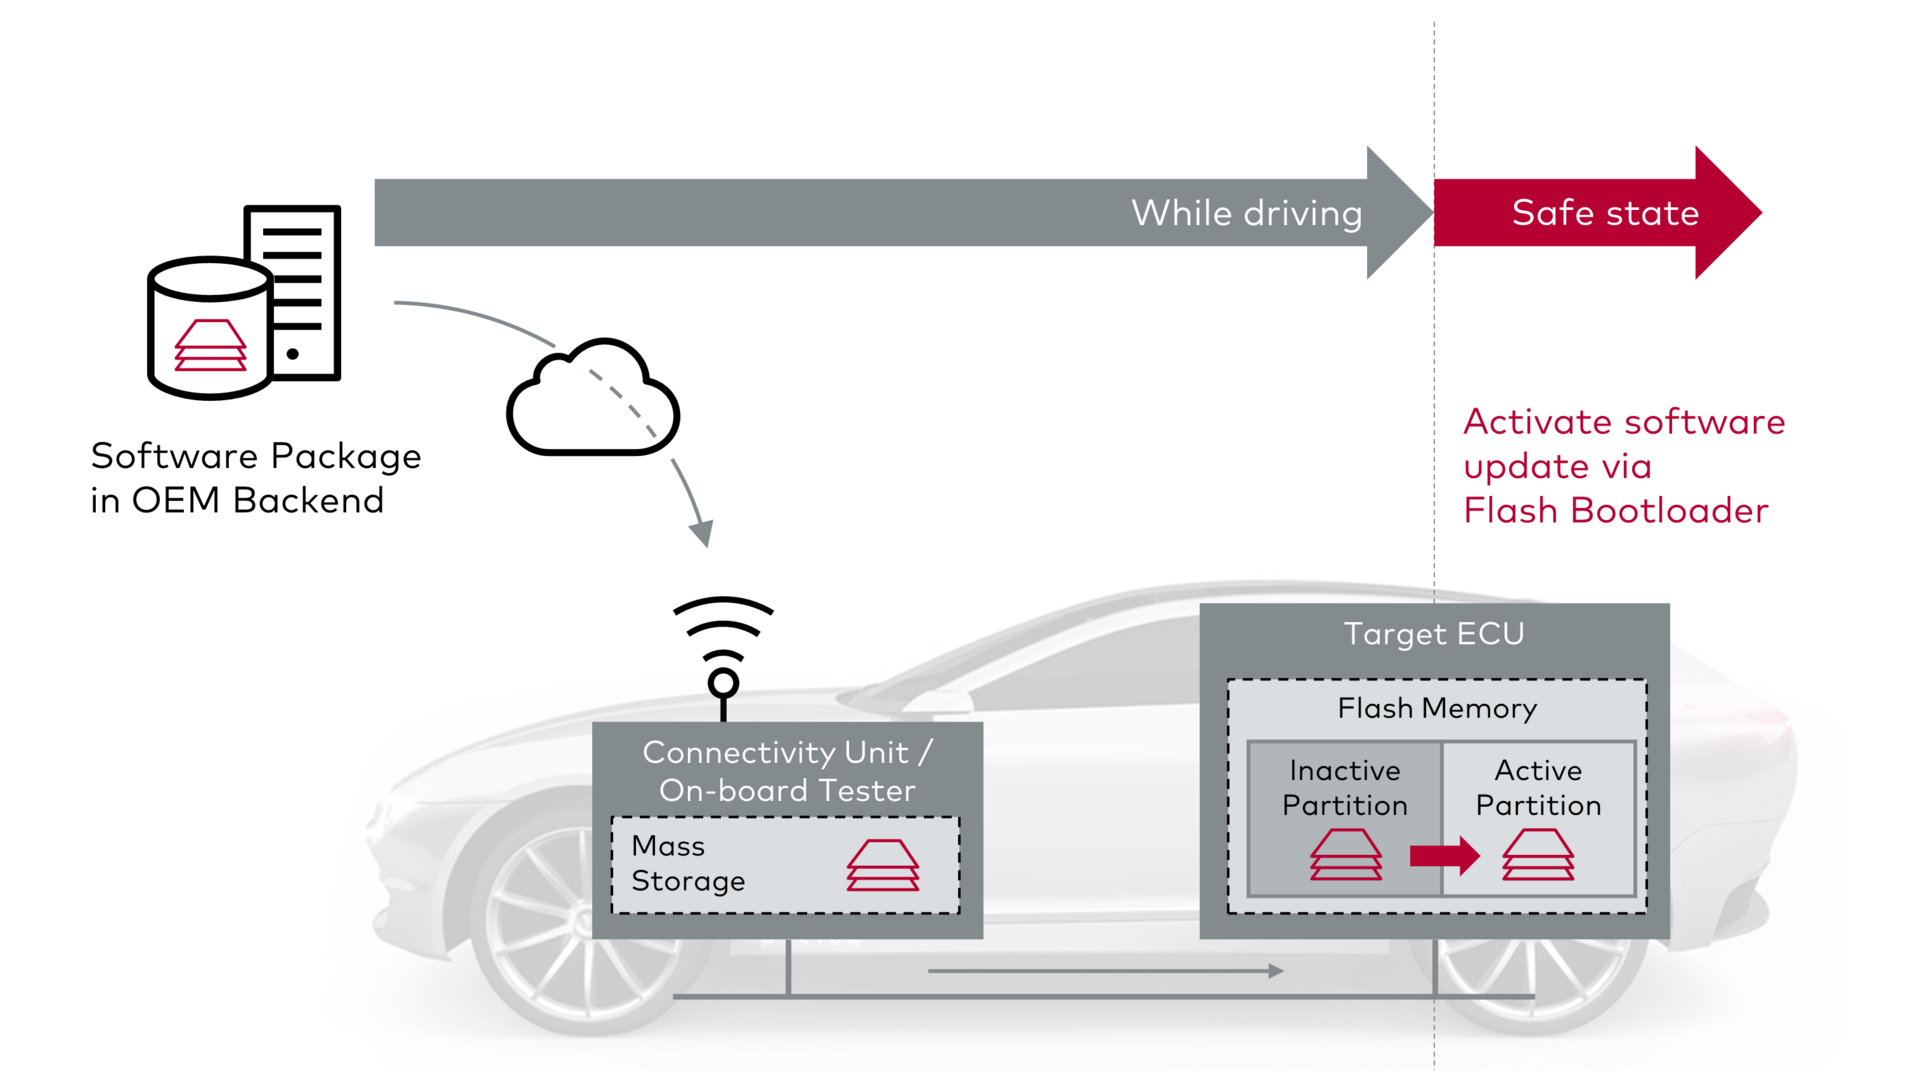 While driving
Safe state
Software Package
in OEM Backend
Activate software
update via
Flash Bootloader
Connectivity Unit /
On-board Tester
Mass
Storage
Target ECU
Flash Memory
Inactive
Partition
Active
Partition